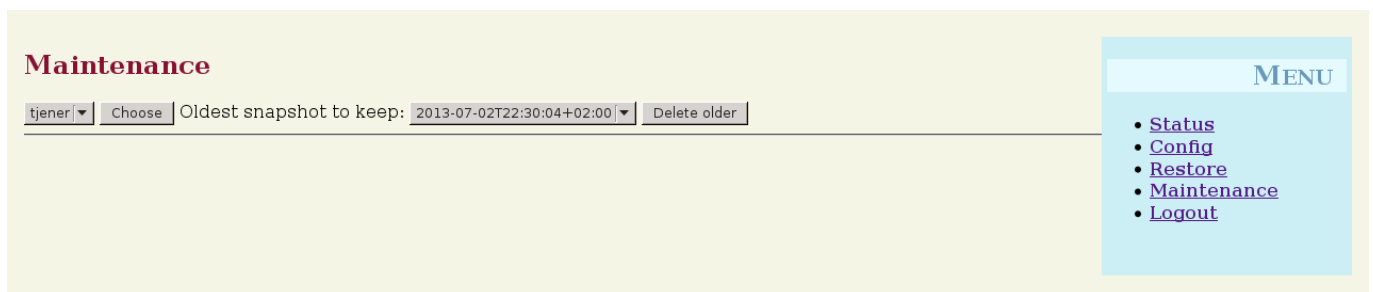 Maintenance
tjener Choose Oldest snapshot to keep: 2013-07-02T22:30:04+02:00 Delete older
MENU
Status
Config
Restore
Maintenance
Logout